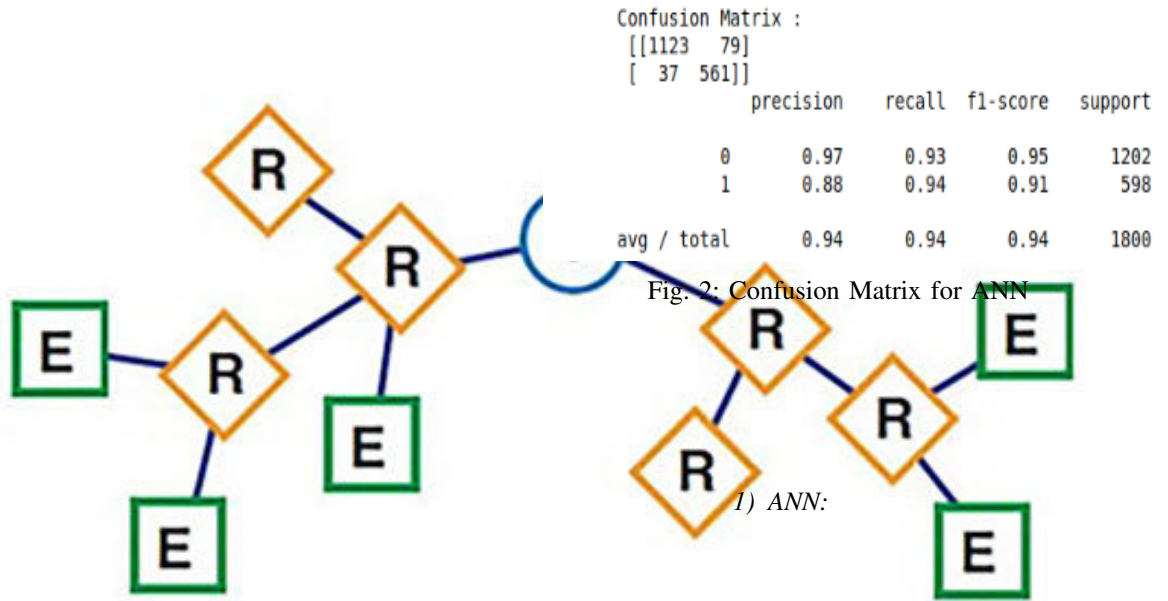 Confusion Matrix :
[[1123 79]
[ 37 561]]
precision recall f1-score support
0 0.97 0.93 0.95 1202
1 0.88 0.94 0.91 598
avg / total 0.94 0.94 0.94 1800
Fig. 2: Confusion Matrix for ANN
R
R
R
E
E
R
R
E
E
R
1) ANN:
E
E